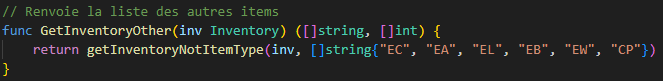 // Renvoie la liste des autres items
func GetInventoryOther(inv Inventory) ([]string, []int) {
    return getInventoryNotItemType(inv, []string{"EC", "EA", "EL", "EB", "EW", "CP"})
}